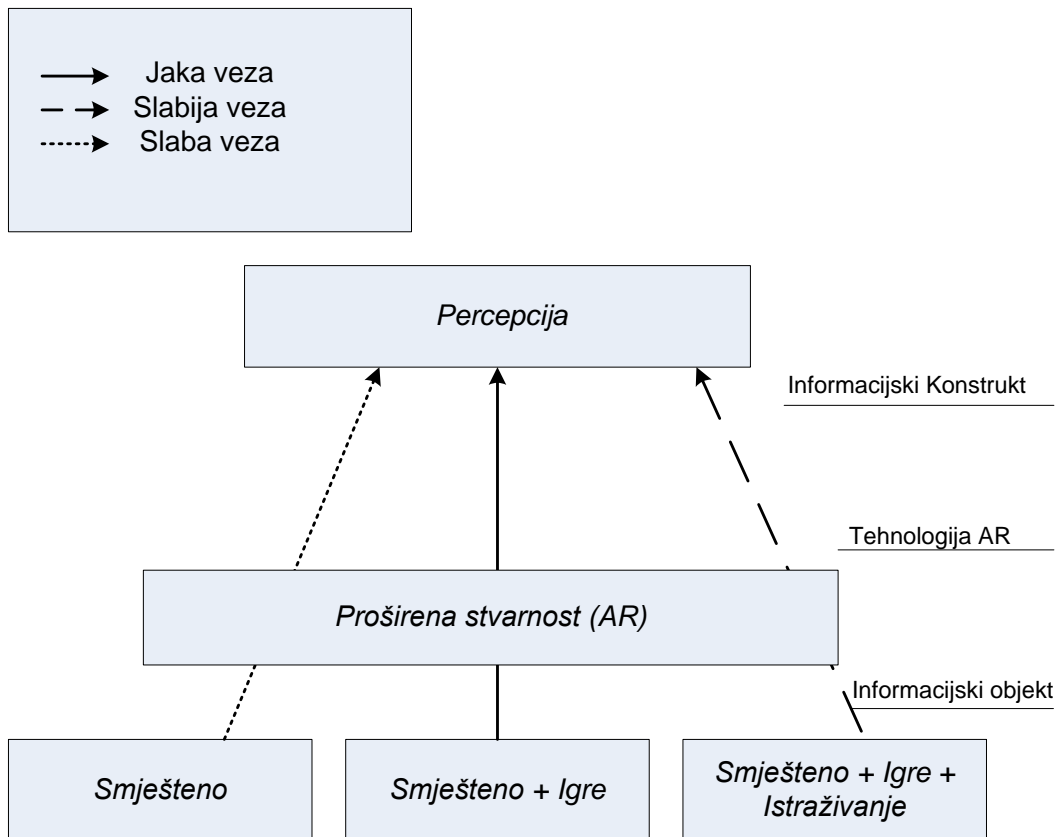 Jaka veza
Slabija veza
Slaba veza
Percepcija
Informacijski Konstrukt
Tehnologija AR
Proširena stvarnost (AR)
Informacijski objekt
Smješteno
Smješteno + Igre
Smješteno + Igre +
Istraživanje